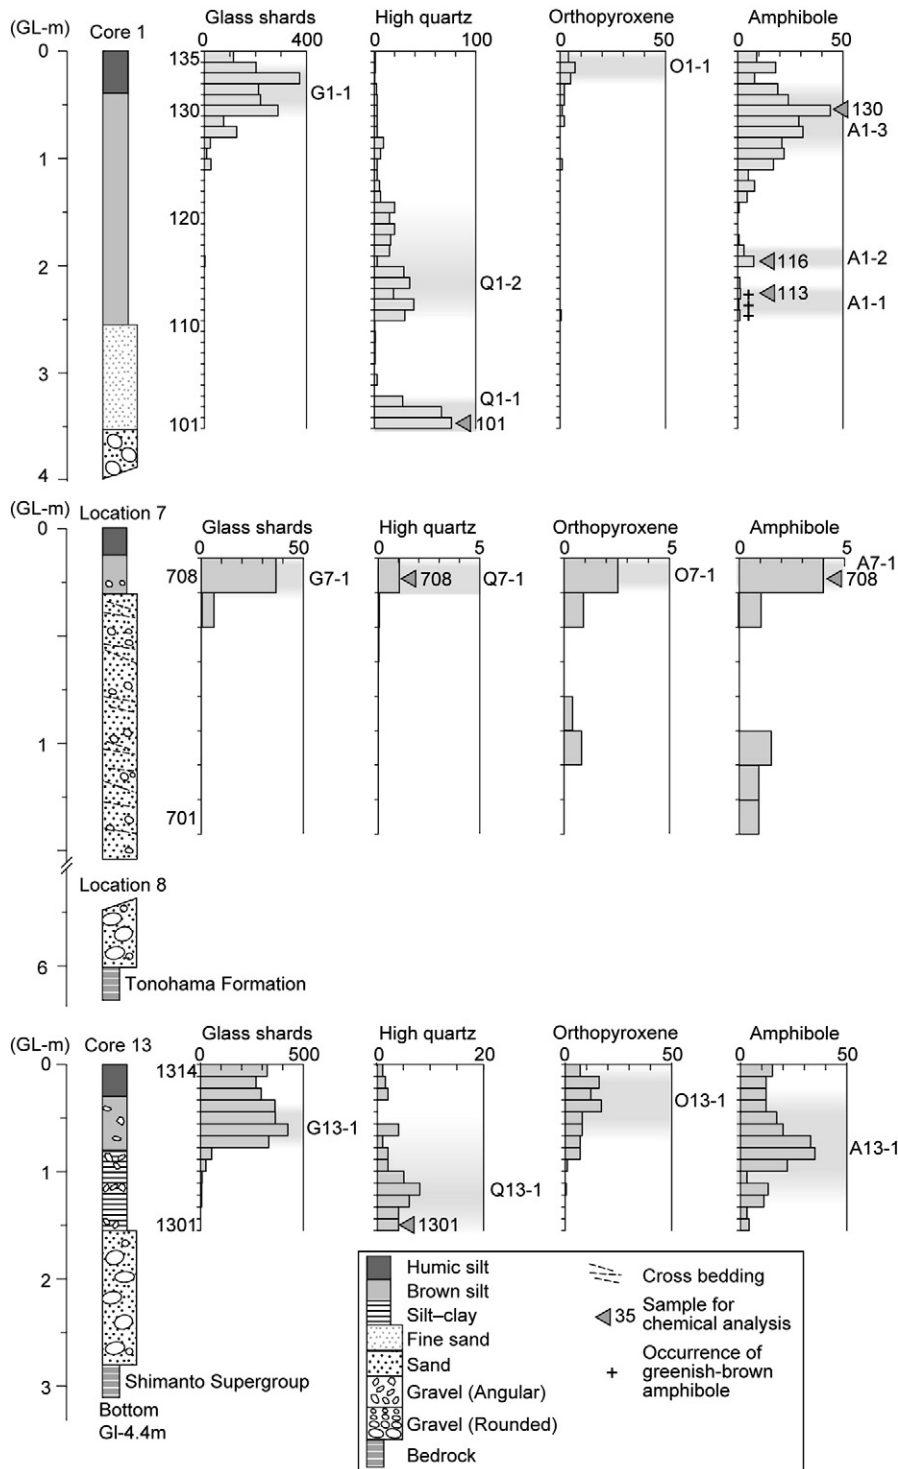 (GL-m) Core 1 Glass shards High quartz Orthopyroxene Amphibole
0 400 0 100 0 50 0 50
0
135
G1-1
O1-1
130
130
A1-3
1
120
A1-2
116
2
Q1-2
113
A1-1
110
3
Q1-1
101
101
4
(GL-m) Location 7 Glass shards High quartz Orthopyroxene Amphibole
0
0 50 0 5 0 5 0 5
A7-1
708 G7-1 708 Q7-1 O7-1 708
1
701
Location 8
6
Tonohama Formation
(GL-m) Core 13 Glass shards High quartz Orthopyroxene Amphibole
0 500 0 20 0 50 0 50
0
1314
O13-1
G13-1
A13-1
1
Q13-1
1301 1301
2
3
Shimanto Supergroup
Bottom
Gl-4.4m
Humic silt
Brown silt
Silt–clay
Fine sand
Sand
Gravel (Angular)
Gravel (Rounded)
Bedrock
Cross bedding
35 Sample for
chemical analysis
+ Occurrence of
greenish-brown
amphibole